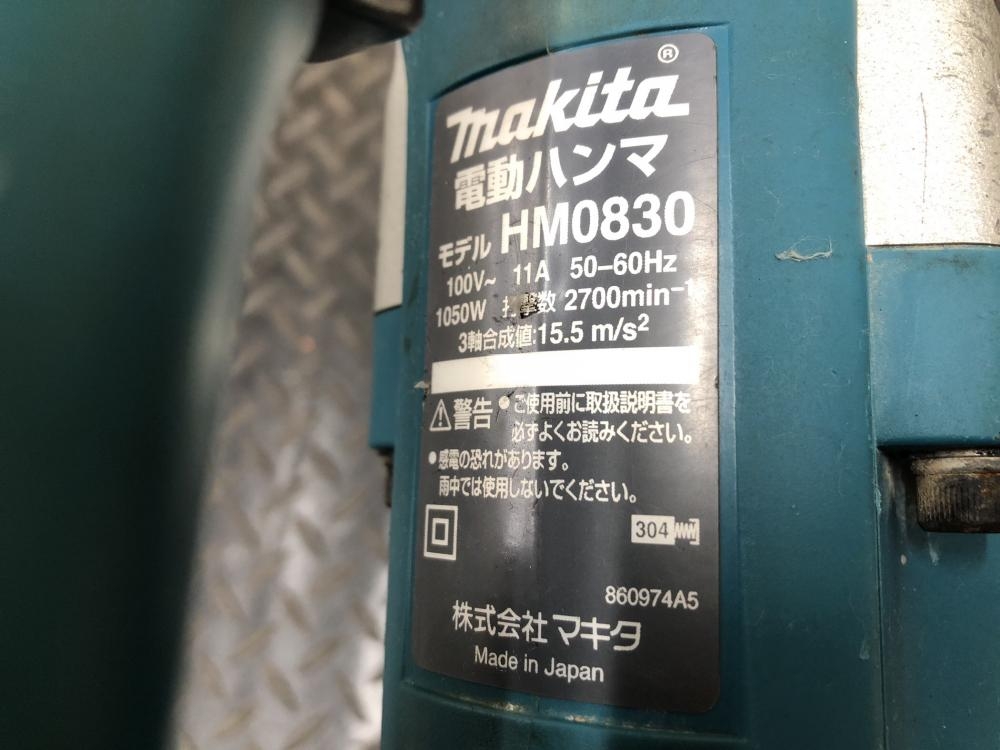 makita®
電動ハンマ
モデル HM0830
100V~ 11A 50–60Hz
1050W 打撃数 2700min⁻¹
3軸合成値:15.5 m/s²
⚠警告 ●ご使用前に取扱説明書を
必ずよくお読みください。
●感電の恐れがあります。
雨中では使用しないでください。
304
860974A5
株式会社 マキタ
Made in Japan